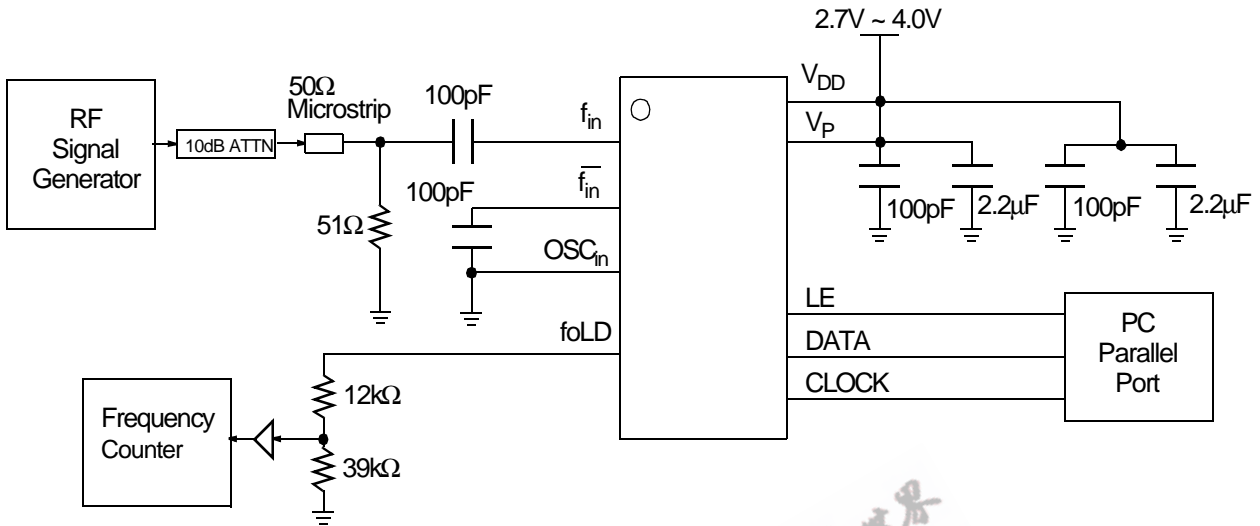 2.7V ~ 4.0V
RF
Signal
Generator
10dB ATTN
50Ω
Microstrip
100pF
fin
VDD
VP
100pF
fin
51Ω
OSCin
100pF
2.2μF
100pF
2.2μF
foLD
LE
DATA
CLOCK
PC
Parallel
Port
12kΩ
39kΩ
Frequency
Counter